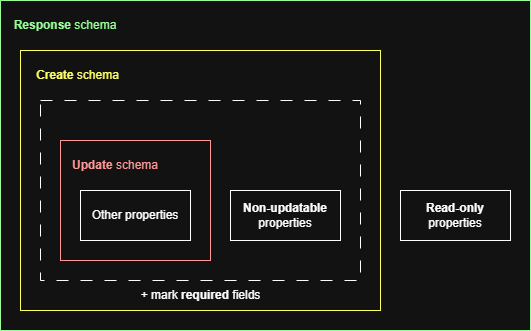 Response schema
Create schema
Update schema
Other properties
Non-updatable
properties
Read-only
properties
+ mark required fields